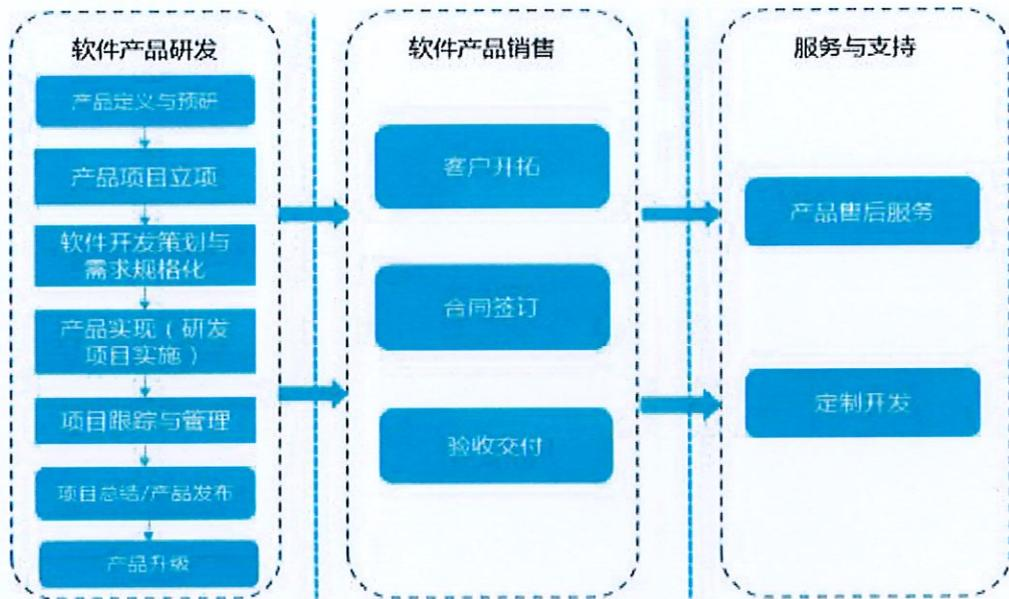 软件产品研发
产品定义与预研
产品项目立项
软件开发策划与
需求规格化
产品实现（研发
项目实施）
项目跟踪与管理
项目总结/产品发布
产品升级
软件产品销售
客户开拓
合同签订
验收交付
服务与支持
产品售后服务
定制开发